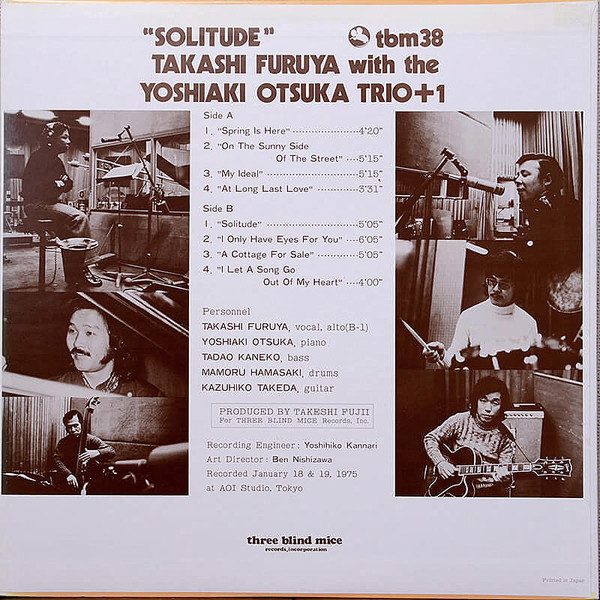 "SOLITUDE" tbm38
TAKASHI FURUYA with the
YOSHIAKI OTSUKA TRIO+1
Side A
1. "Spring Is Here" ·················· 4'20"
2. "On The Sunny Side
Of The Street" ···· 5'15"
3. "My Ideal" ·························· 5'15"
4. "At Long Last Love" ············ 3'31"
Side B
1. "Solitude" ·························· 5'05"
2. "I Only Have Eyes For You" ···· 6'05"
3. "A Cottage For Sale" ············ 5'05"
4. "I Let A Song Go
Out Of My Heart" ···· 4'00"
Personnel
TAKASHI FURUYA, vocal, alto(B-1)
YOSHIAKI OTSUKA, piano
TADAO KANEKO, bass
MAMORU HAMASAKI, drums
KAZUHIKO TAKEDA, guitar
PRODUCED BY TAKESHI FUJII
For THREE BLIND MICE Records, Inc.
Recording Engineer : Yoshihiko Kannari
Art Director : Ben Nishizawa
Recorded January 18 & 19, 1975
at AOI Studio, Tokyo
three blind mice
records, incorporation
Printed in Japan